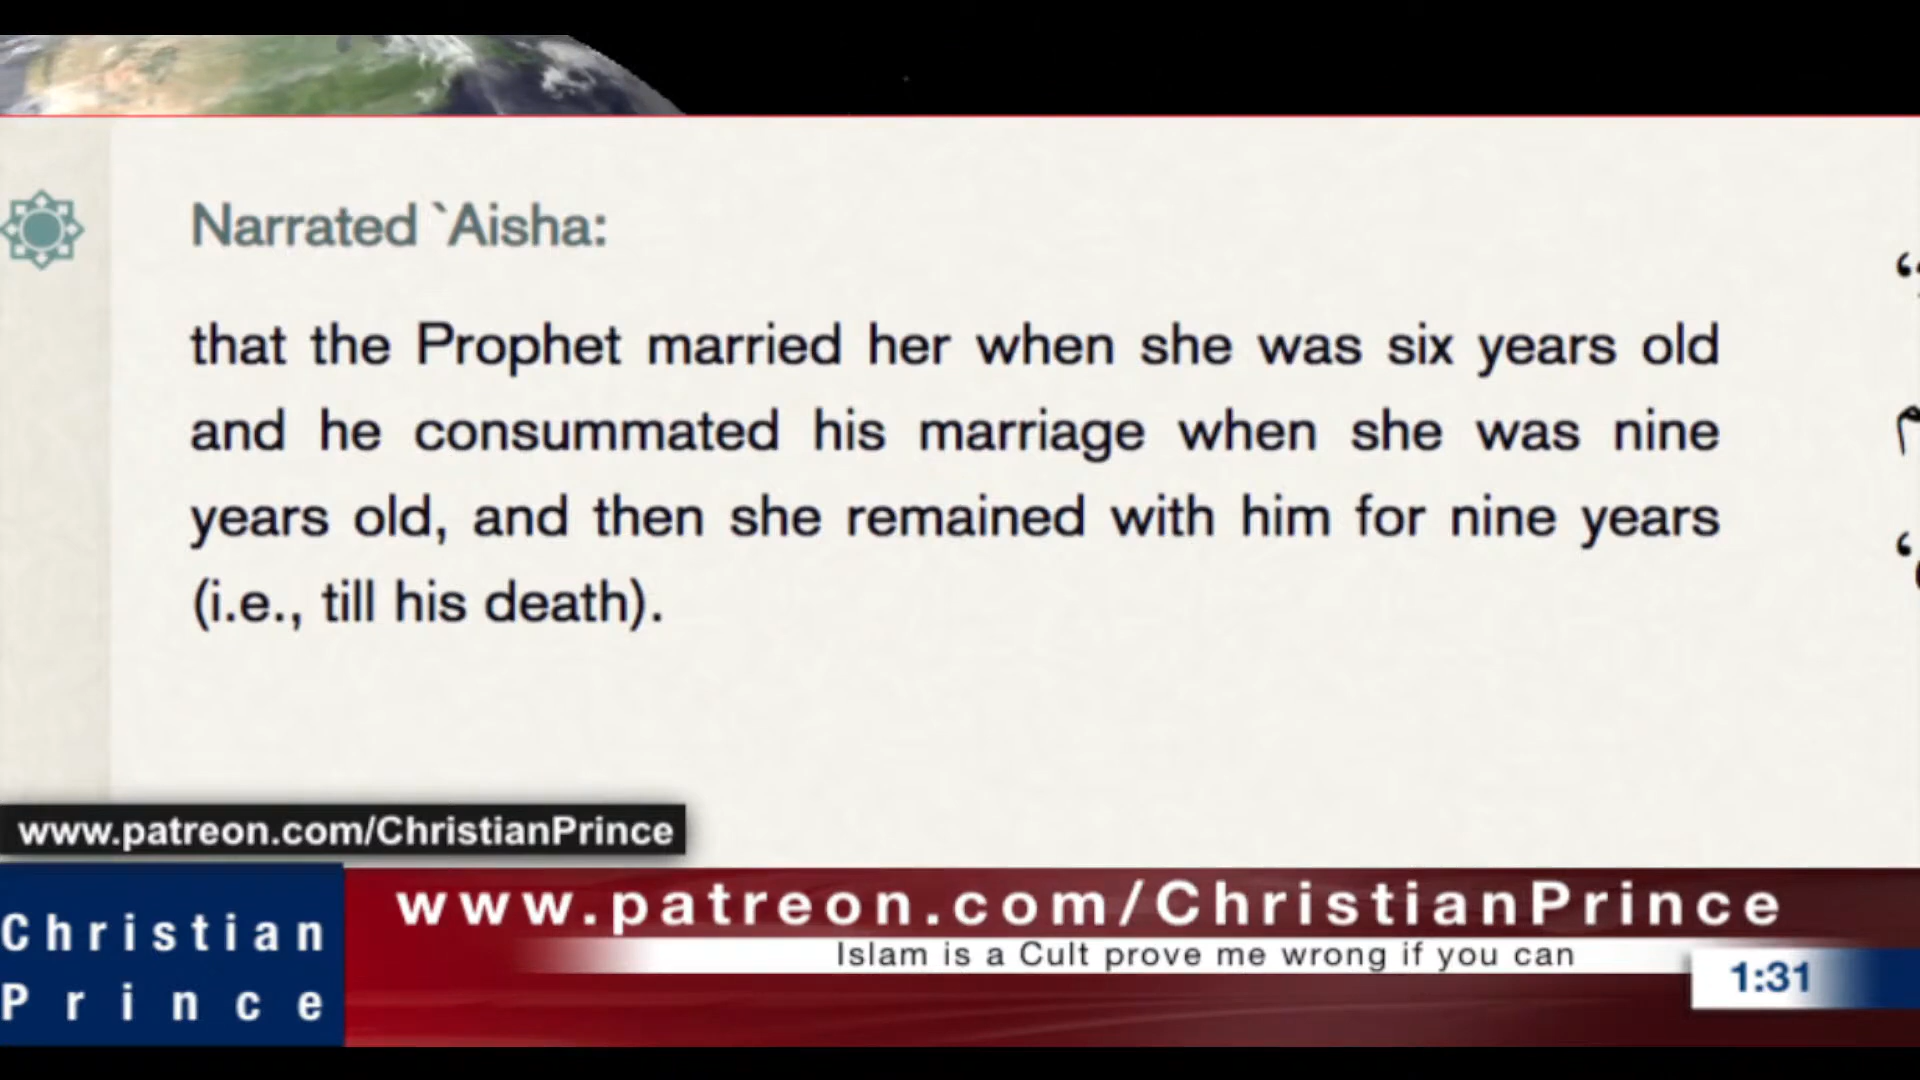 Narrated `Aisha:
that the Prophet married her when she was six years old
and he consummated his marriage when she was nine
years old, and then she remained with him for nine years
(i.e., till his death).
www.patreon.com/ChristianPrince
Christian
Prince
www.patreon.com/ChristianPrince
Islam is a Cult prove me wrong if you can
1:31